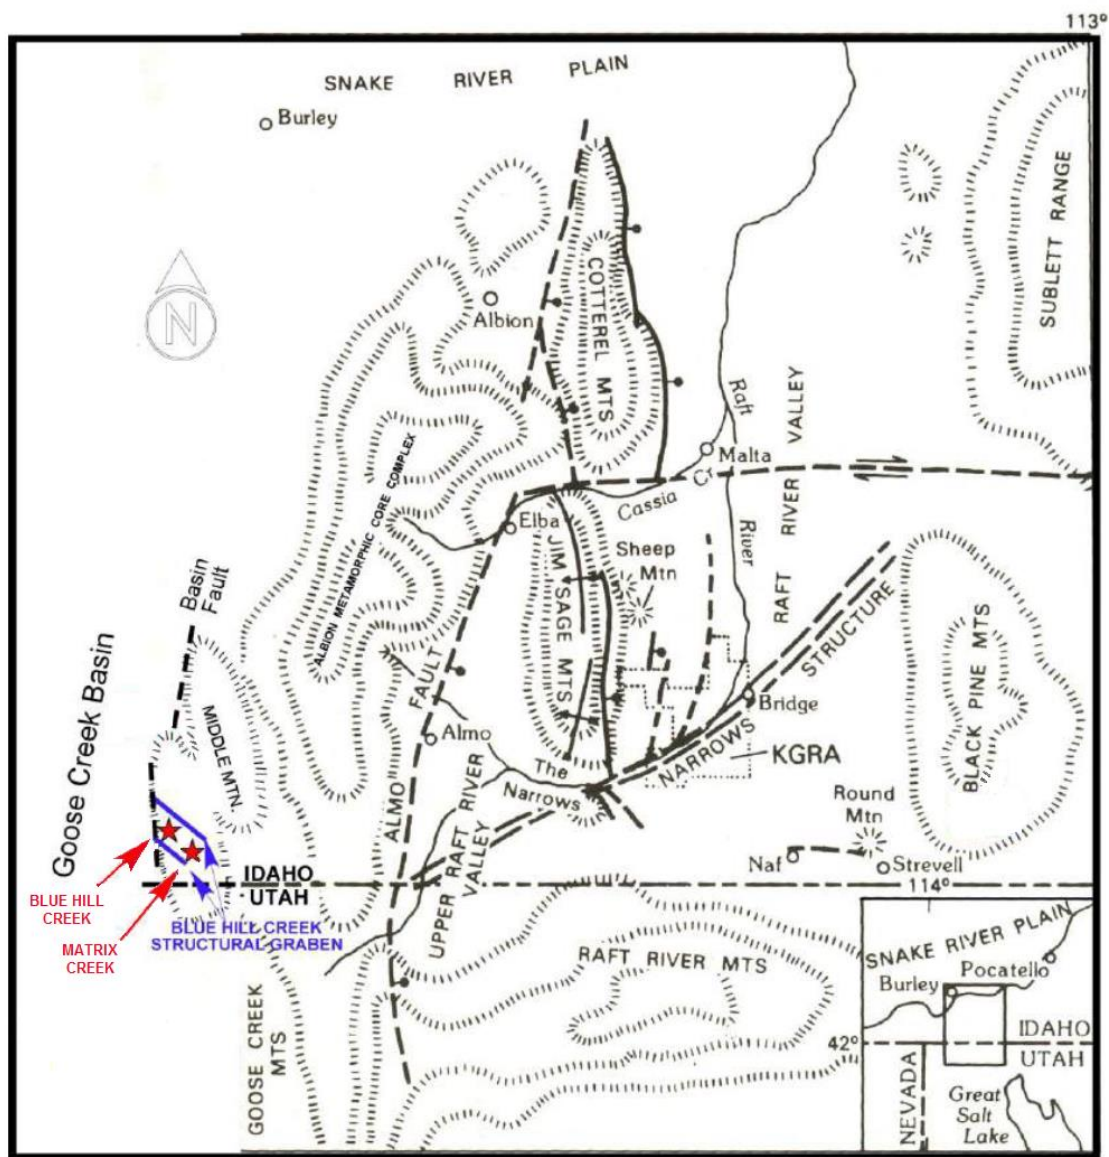 113°
SNAKE RIVER PLAIN
Burley
N
SUBLETT RANGE
COTTEREL MTS
Albion
Raft
River
RAFT RIVER VALLEY
Malta
Cassia Cr
ALBION METAMORPHIC CORE COMPLEX
Elba
Sheep
Mtn
JIM SAGE MTS
Basin
Fault
Goose Creek Basin
MIDDLE MTN.
ALMO FAULT
Almo
The
Narrows
NARROWS STRUCTURE
Bridge
KGRA
BLACK PINE MTS
Round
Mtn
Naf
Strevell
UPPER RAFT RIVER
VALLEY
IDAHO
UTAH
114°
BLUE HILL
CREEK
MATRIX
CREEK
BLUE HILL CREEK
STRUCTURAL GRABEN
RAFT RIVER MTS
GOOSE CREEK
MTS
SNAKE RIVER PLAIN
Pocatello
Burley
42°
IDAHO
UTAH
NEVADA
Great
Salt
Lake